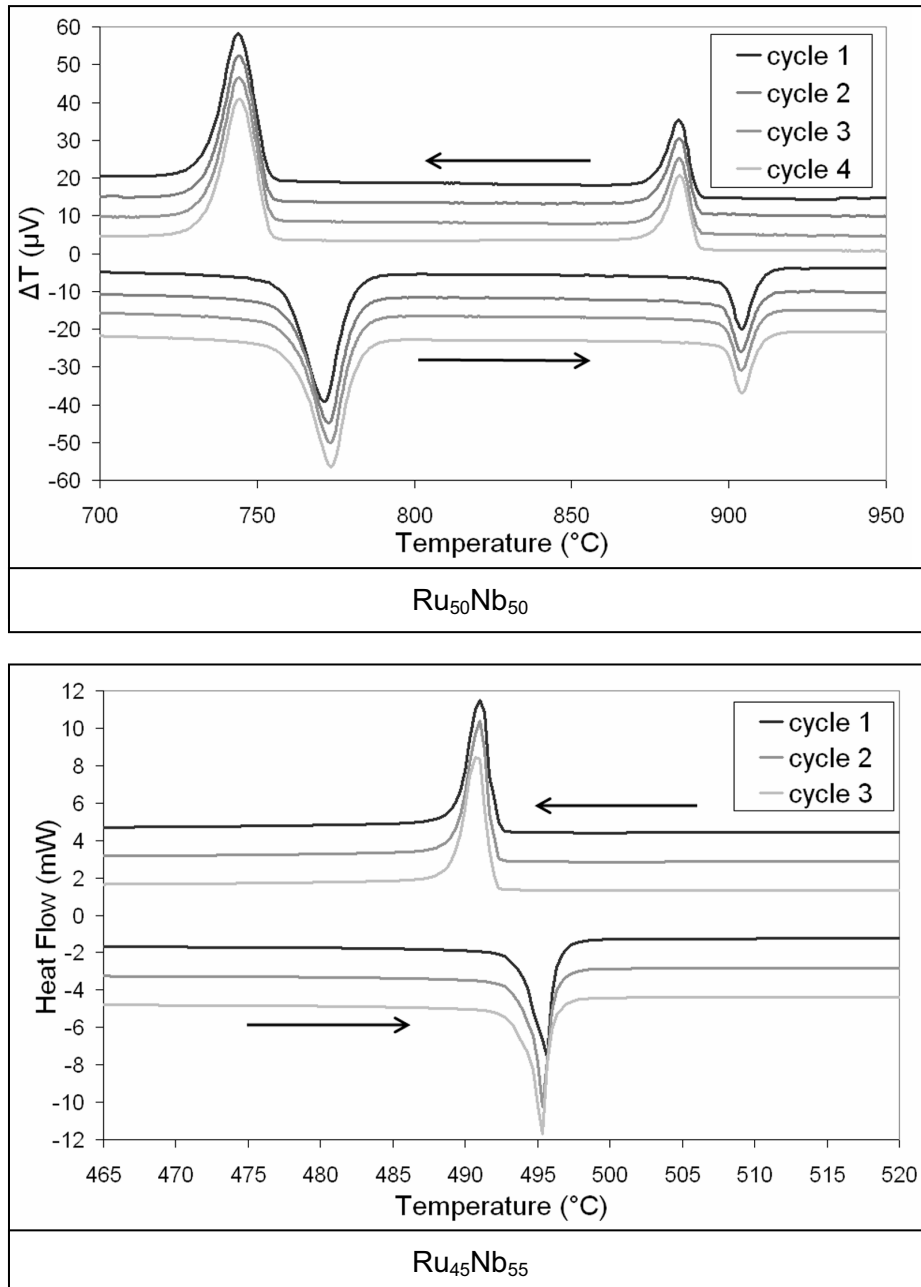 60
50
40
30
20
10
0
-10
-20
-30
-40
-50
-60
ΔT (µV)
cycle 1
cycle 2
cycle 3
cycle 4
700 750 800 850 900 950
Temperature (°C)
Ru₅₀Nb₅₀
12
10
8
6
4
2
0
-2
-4
-6
-8
-10
-12
Heat Flow (mW)
cycle 1
cycle 2
cycle 3
465 470 475 480 485 490 495 500 505 510 515 520
Temperature (°C)
Ru₄₅Nb₅₅